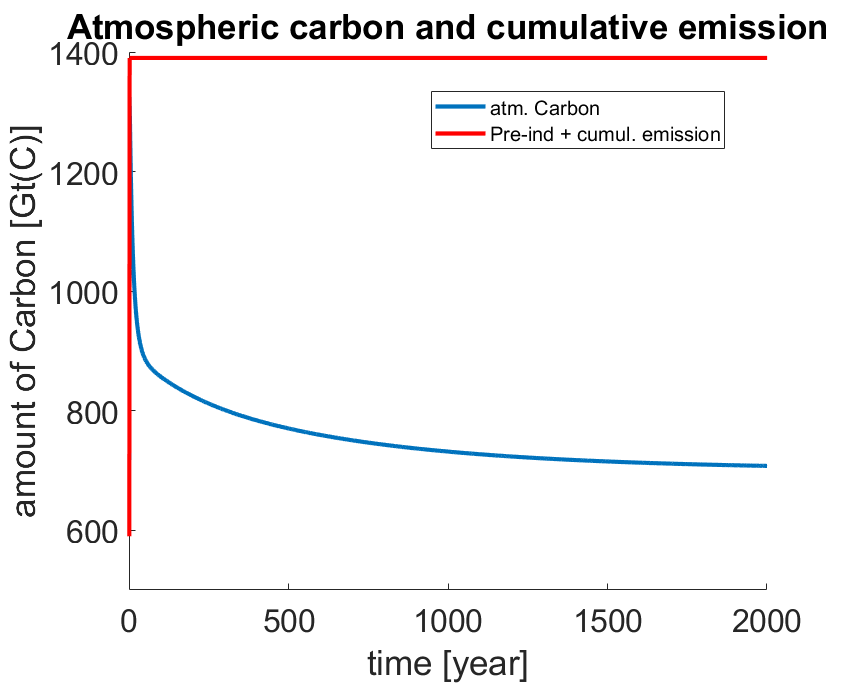 Atmospheric carbon and cumulative emission
amount of Carbon [Gt(C)]
1400
1200
1000
800
600
atm. Carbon
Pre-ind + cumul. emission
0
500
1000
1500
2000
time [year]